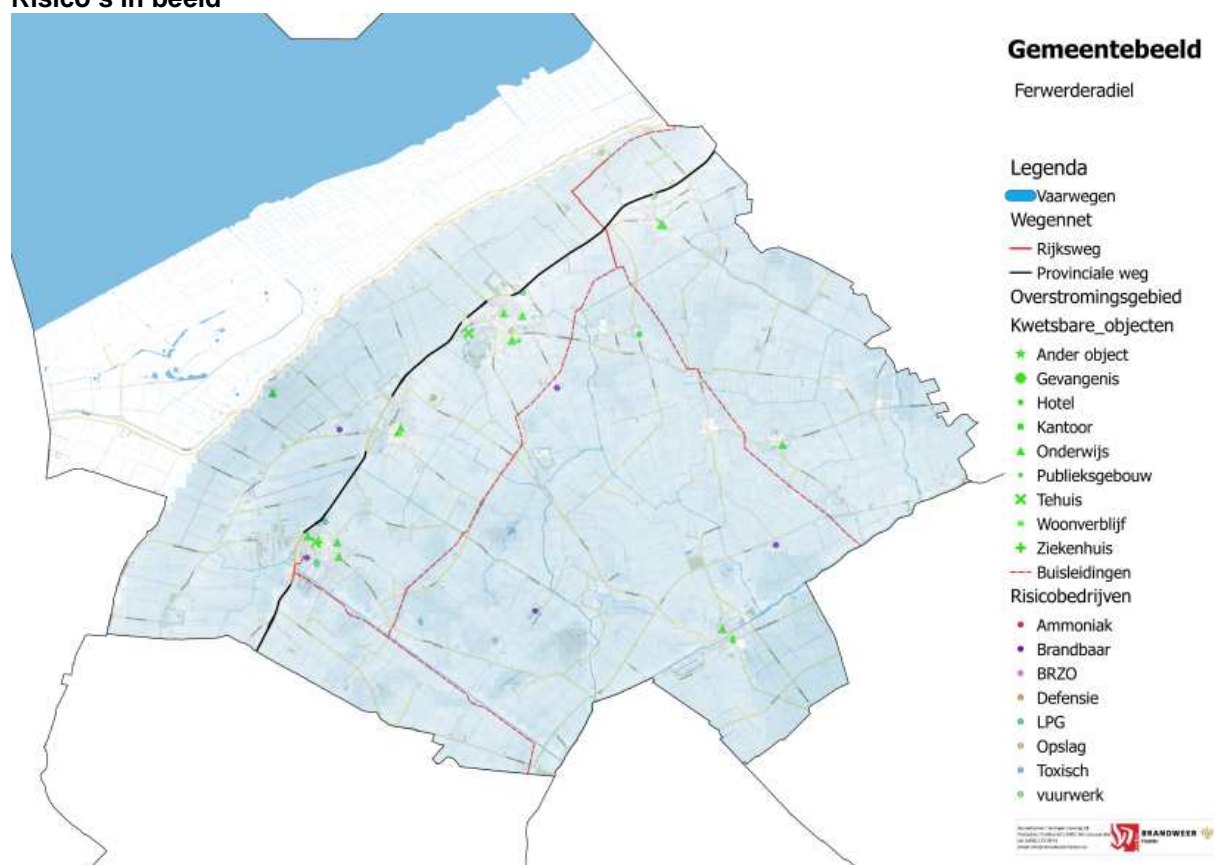 Risico's in beeld
Gemeentebeeld
Ferwerderadiel
Legenda
Vaarwegen
Wegennet
Rijksweg
Provinciale weg
Overstromingsgebied
Kwetsbare_objecten
Ander object
Gevangenis
Hotel
Kantoor
Onderwijs
Publieksgebouw
Tehuis
Woonverblijf
Ziekenhuis
Buisleidingen
Risicobedrijven
Ammoniak
Brandbaar
BRZO
Defensie
LPG
Opslag
Toxisch
vuurwerk
BRANDWEER